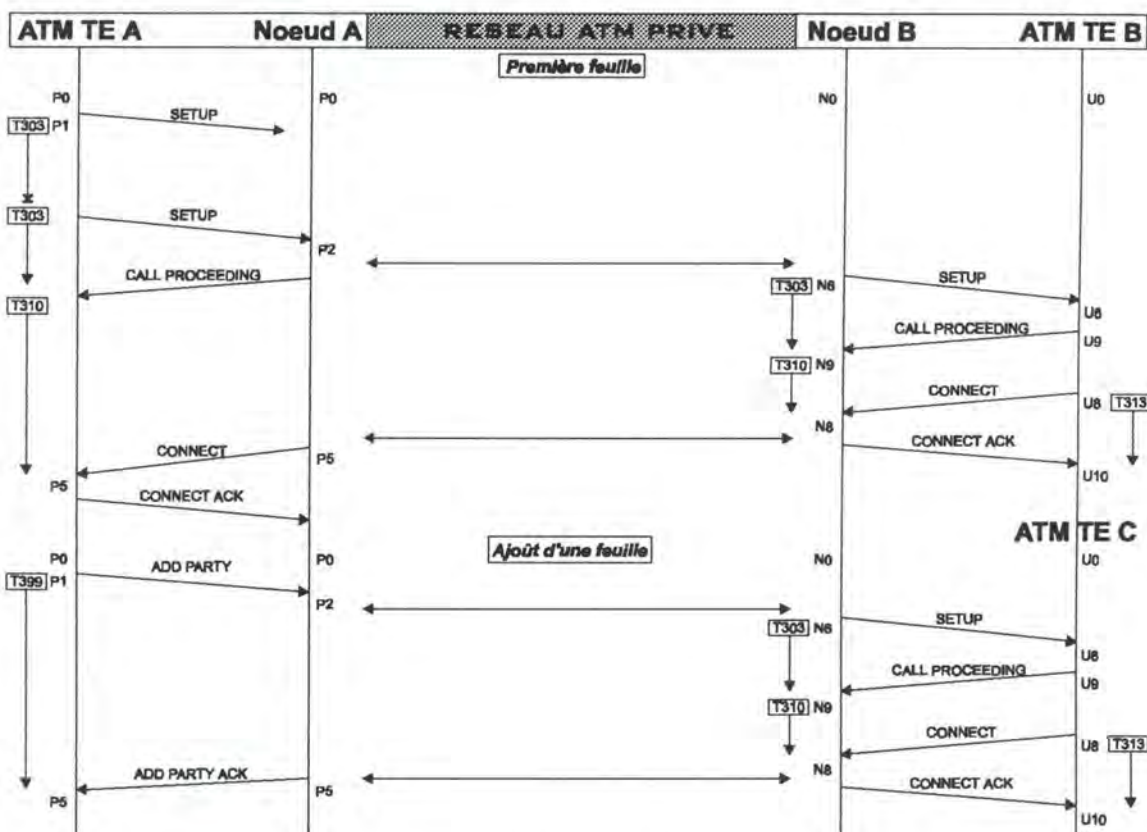 ATM TE A Noeud A RESEAU ATM PRIVE Noeud B ATM TE B
Première feuille
P0 P0 N0 U0
SETUP
T303 P1
T303 SETUP
P2
CALL PROCEEDING
T310
T303 N6 SETUP
U6
CALL PROCEEDING U9
T310 N9
CONNECT U8 T313
N8
CONNECT P5 CONNECT ACK
P5 U10
CONNECT ACK
ATM TE C
Ajoût d'une feuille
P0 P0 N0 U0
ADD PARTY
T399 P1
P2
SETUP
T303 N6
U6
CALL PROCEEDING U9
T310 N9
CONNECT U8 T313
N8
ADD PARTY ACK P5 CONNECT ACK
P5 U10